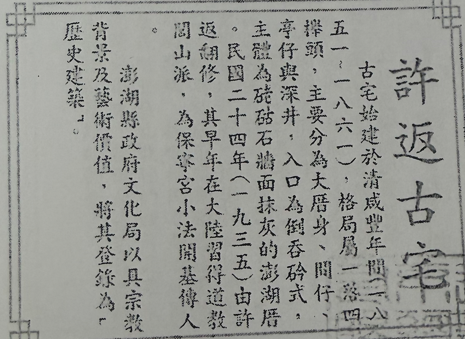 許返古宅
古宅始建於清咸豐年間(一八
五一~一八六一),格局屬一落四
櫸頭,主要分為大厝身、間仔、
亭仔與深井,入口為倒吞砛式,
主體為硓𥑮石牆面抹灰的澎湖厝
。民國二十四年(一九三五)由許
返翻修,其早年在大陸習得道教
閭山派,為保寧宮小法開基傳人
。
澎湖縣政府文化局以具宗教
背景及藝術價值,將其登錄為「
歷史建築」。